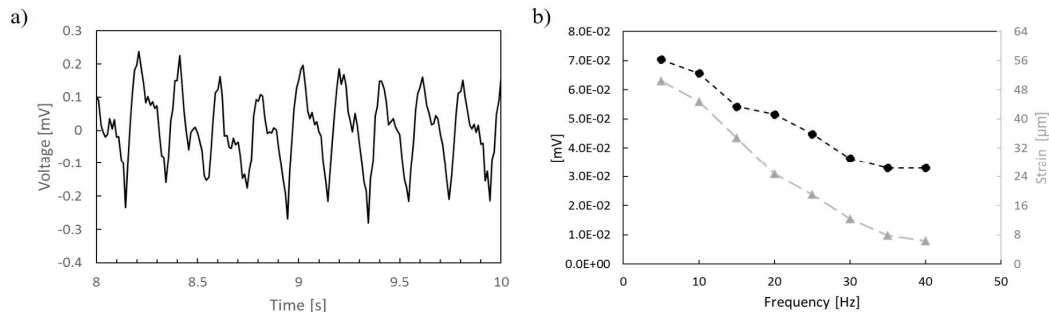 a)
0.3
0.2
0.1
0
-0.1
-0.2
-0.3
-0.4
Voltage [mV]
8
8.5
9
9.5
10
Time [s]
b)
8.0E-02
7.0E-02
6.0E-02
5.0E-02
4.0E-02
3.0E-02
2.0E-02
1.0E-02
0.0E+00
[mV]
0
10
20
30
40
50
Frequency [Hz]
64
56
48
40
32
24
16
8
0
Strain [µm]